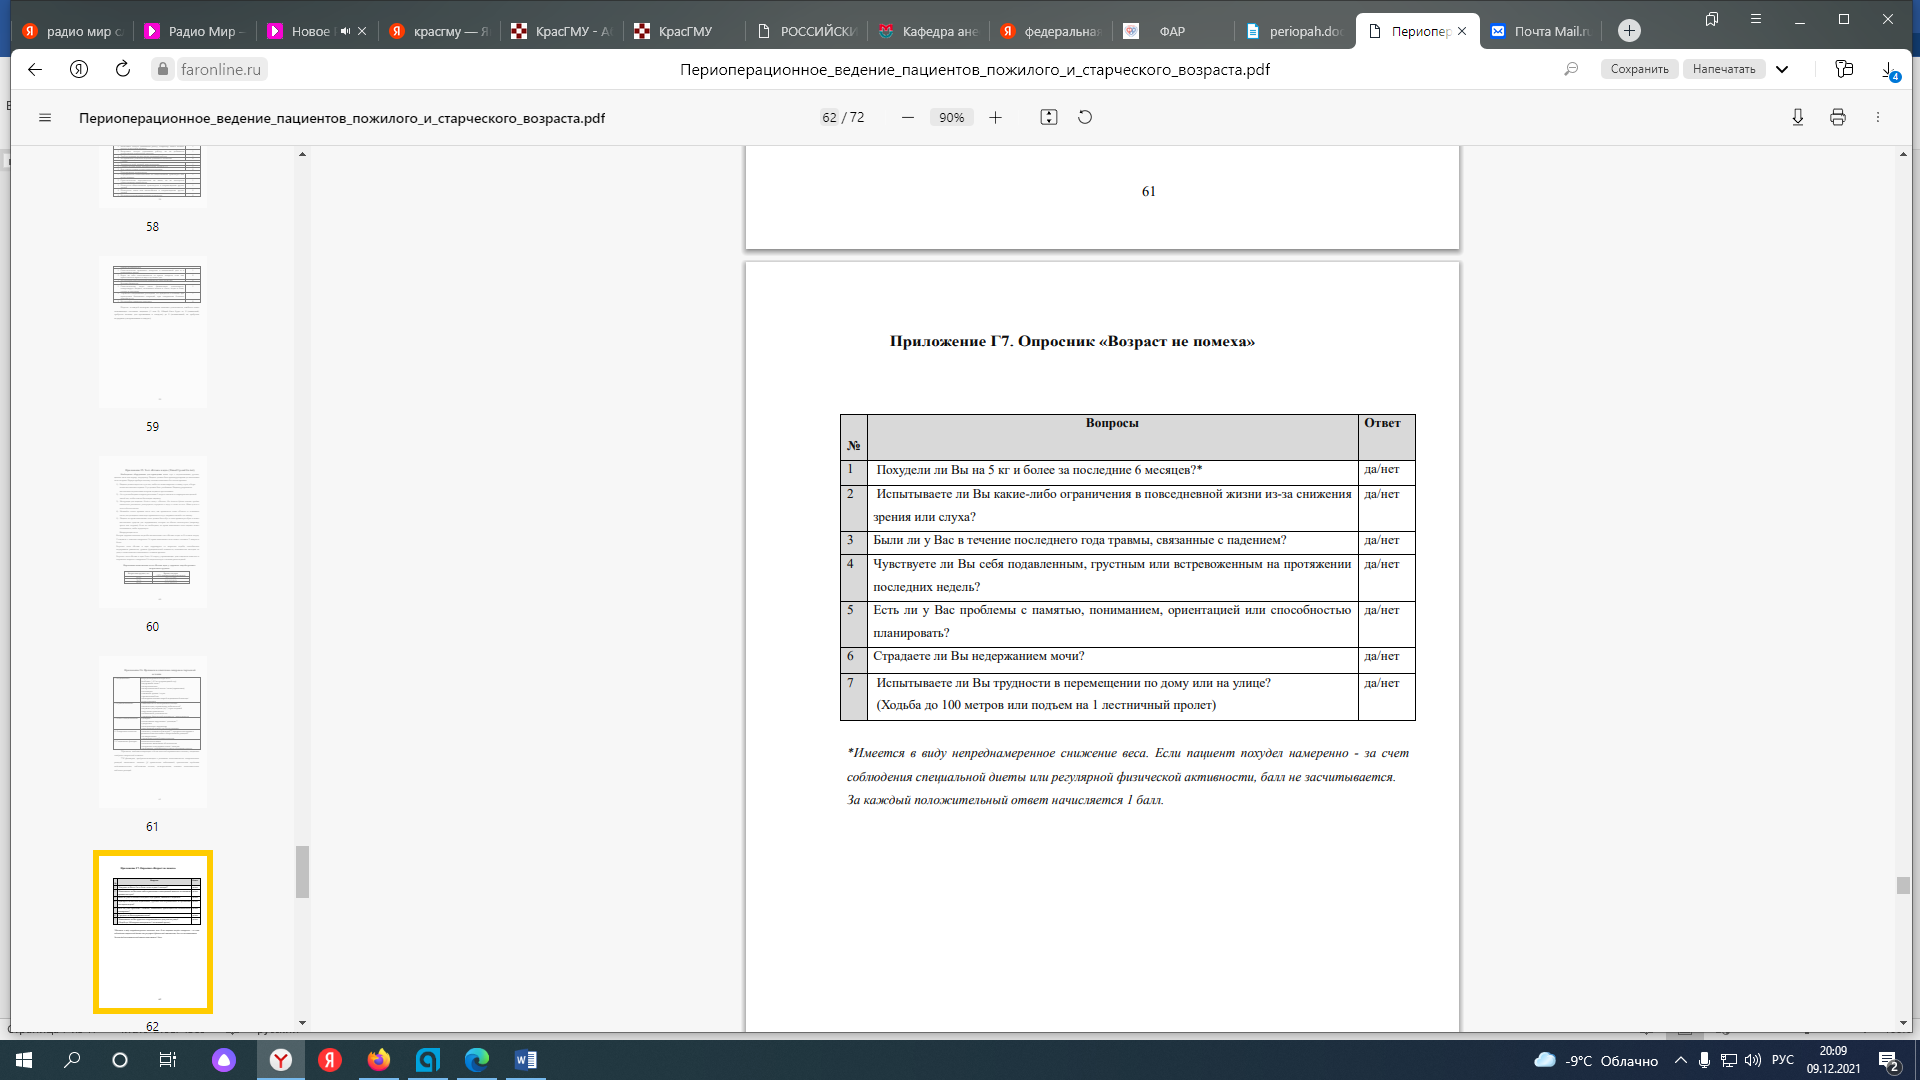 радио мир с
Радио Мир –
Новое
красгму — Я
КрасГМУ - А
КрасГМУ
РОССИЙСКИ
Кафедра ане
федеральная
ФАР
periopah.doc
Периопер
Почта Mail.ru
faronline.ru
Периоперационное_ведение_пациентов_пожилого_и_старческого_возраста.pdf
Сохранить
Напечатать
4
Периоперационное_ведение_пациентов_пожилого_и_старческого_возраста.pdf
62 / 72
90%
58
59
60
61
62
61
Приложение Г7. Опросник «Возраст не помеха»
№ Вопросы Ответ
1 Похудели ли Вы на 5 кг и более за последние 6 месяцев?* да/нет
2 Испытываете ли Вы какие-либо ограничения в повседневной жизни из-за снижения да/нет
зрения или слуха?
3 Были ли у Вас в течение последнего года травмы, связанные с падением? да/нет
4 Чувствуете ли Вы себя подавленным, грустным или встревоженным на протяжении да/нет
последних недель?
5 Есть ли у Вас проблемы с памятью, пониманием, ориентацией или способностью да/нет
планировать?
6 Страдаете ли Вы недержанием мочи? да/нет
7 Испытываете ли Вы трудности в перемещении по дому или на улице? да/нет
(Ходьба до 100 метров или подъем на 1 лестничный пролет)
*Имеется в виду непреднамеренное снижение веса. Если пациент похудел намеренно - за счет
соблюдения специальной диеты или регулярной физической активности, балл не засчитывается.
За каждый положительный ответ начисляется 1 балл.
-9°C Облачно
РУС
20:09
09.12.2021
2